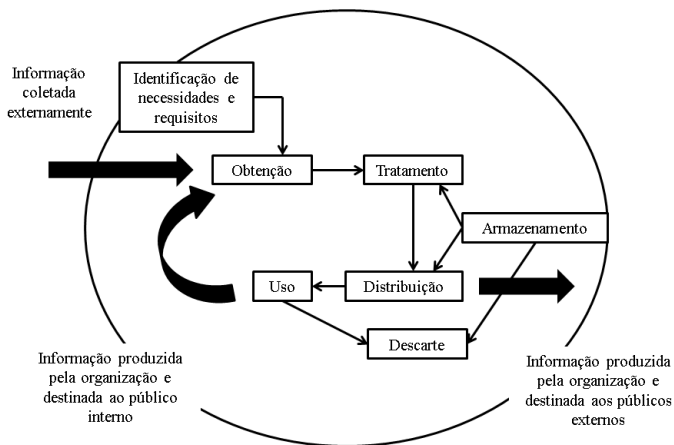 Informação
coletada
externamente
Identificação de
necessidades e
requisitos
Obtenção
Tratamento
Armazenamento
Uso
Distribuição
Descarte
Informação produzida
pela organização e
destinada ao público
interno
Informação produzida
pela organização e
destinada aos públicos
externos